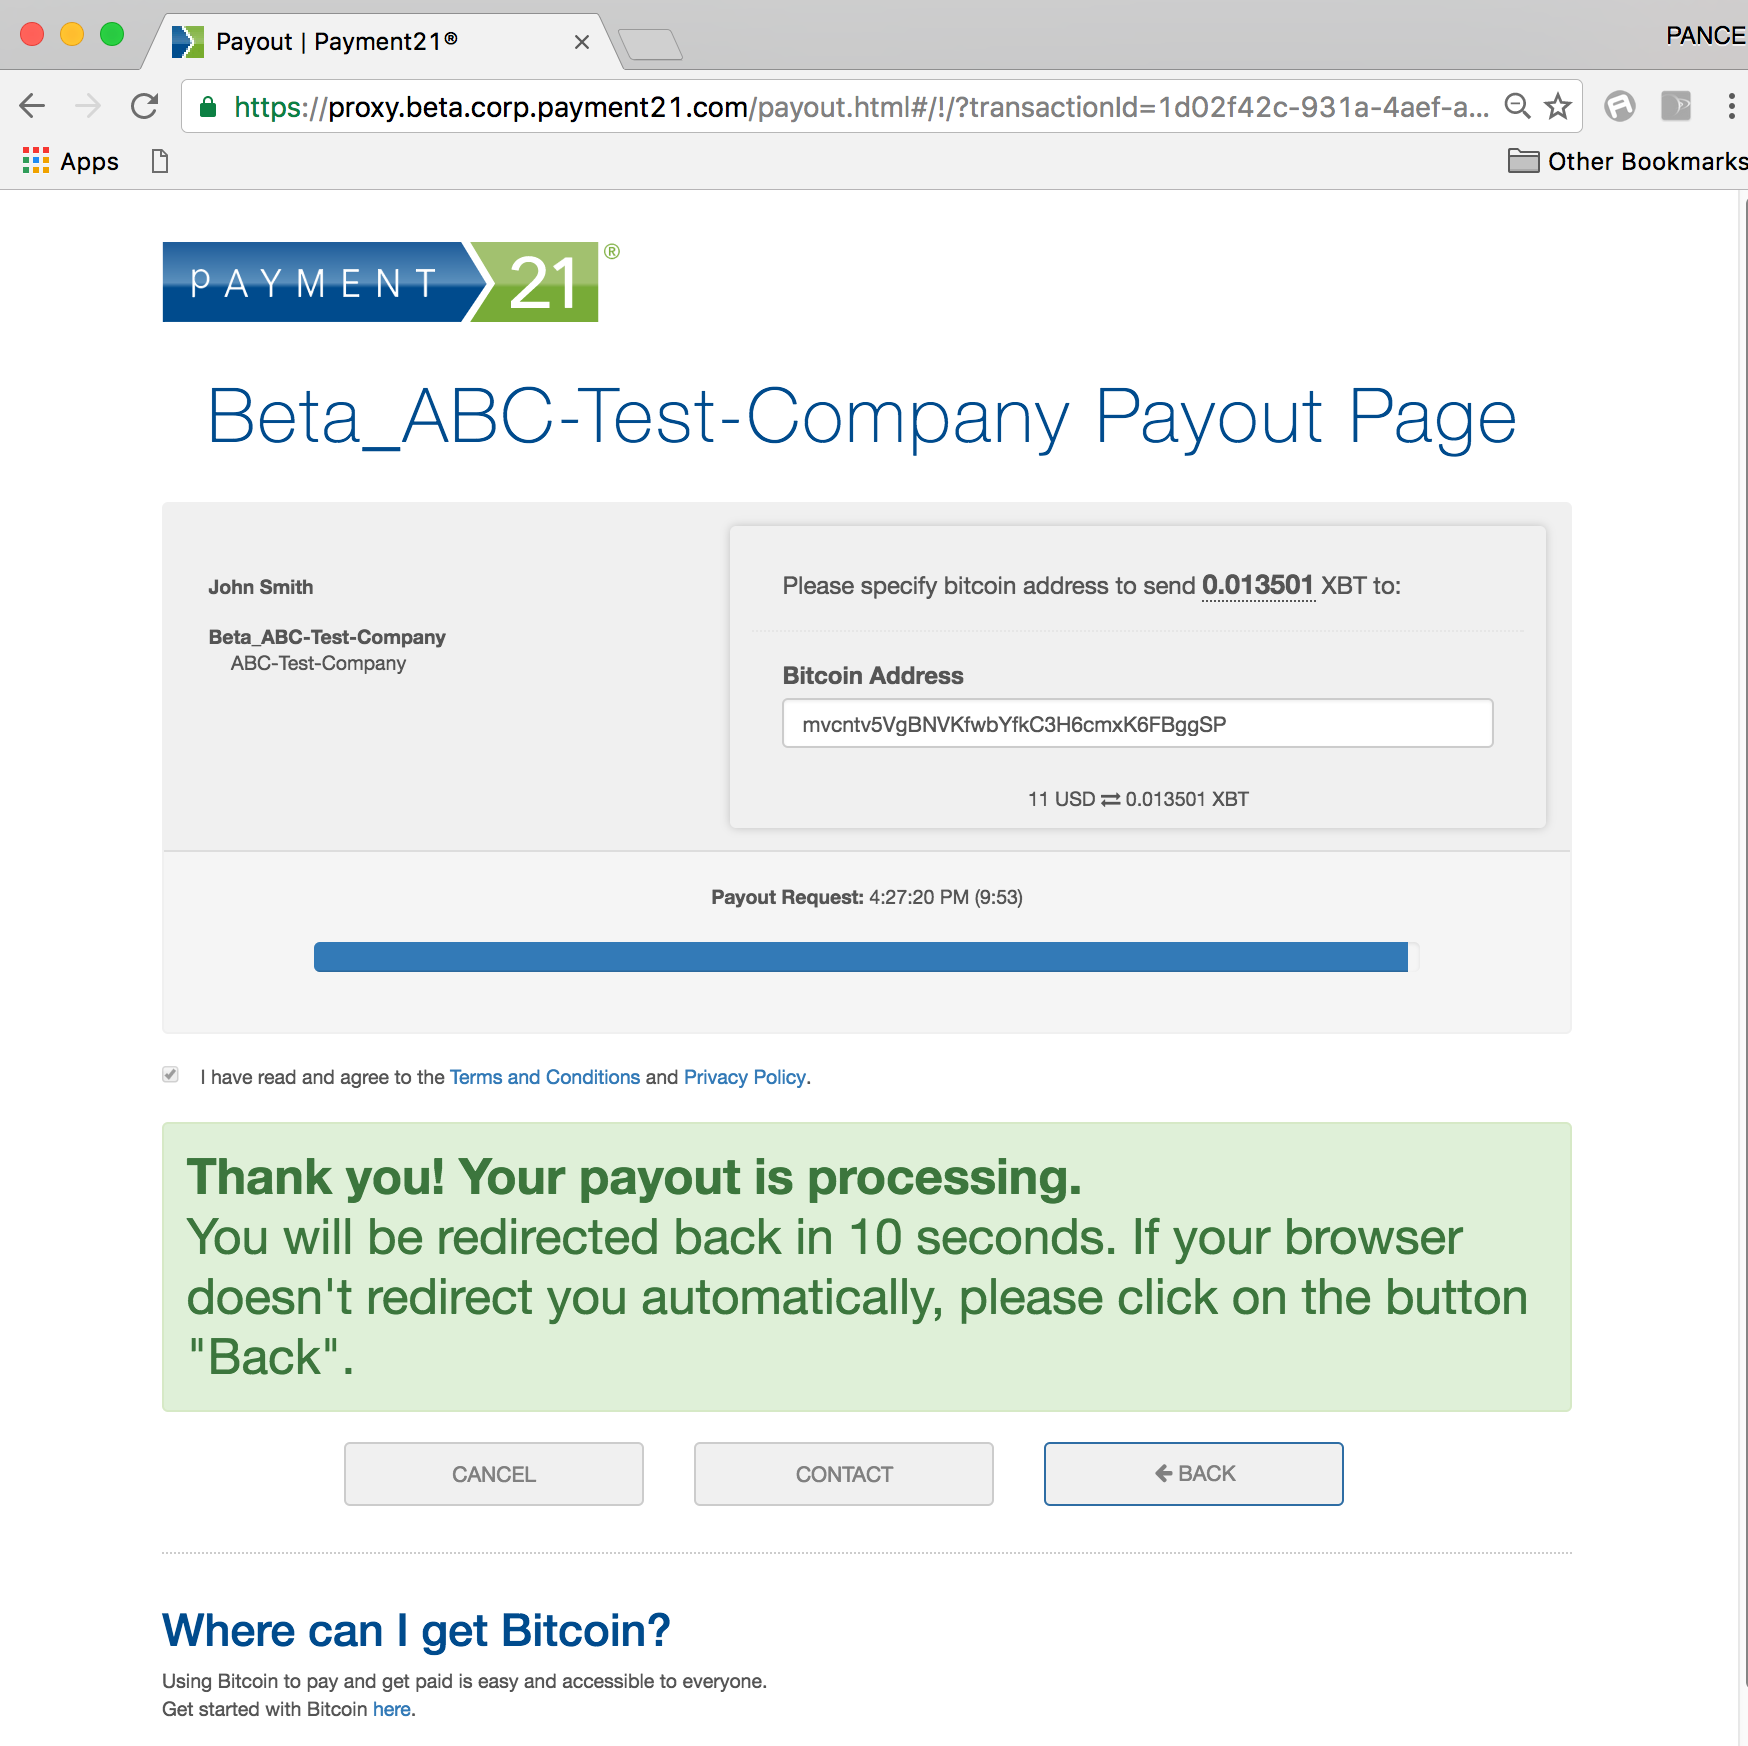 Payout | Payment21®
PANCE
https://proxy.beta.corp.payment21.com/payout.html#/!/?transactionId=1d02f42c-931a-4aef-a...
Apps
Other Bookmarks
PAYMENT 21®
Beta_ABC-Test-Company Payout Page
John Smith
Beta_ABC-Test-Company
ABC-Test-Company
Please specify bitcoin address to send 0.013501 XBT to:
Bitcoin Address
mvcntv5VgBNVKfwbYfkC3H6cmxK6FBggSP
11 USD ⇄ 0.013501 XBT
Payout Request: 4:27:20 PM (9:53)
I have read and agree to the Terms and Conditions and Privacy Policy.
Thank you! Your payout is processing.
You will be redirected back in 10 seconds. If your browser
doesn't redirect you automatically, please click on the button
"Back".
CANCEL
CONTACT
BACK
Where can I get Bitcoin?
Using Bitcoin to pay and get paid is easy and accessible to everyone.
Get started with Bitcoin here.